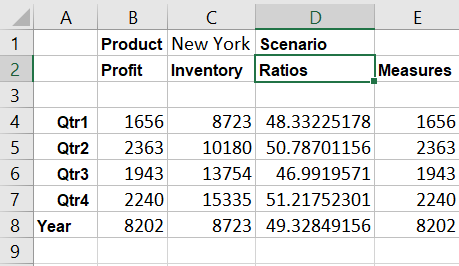 A B C D E
1 Product New York Scenario
2 Profit Inventory Ratios Measures
3
4 Qtr1 1656 8723 48.33225178 1656
5 Qtr2 2363 10180 50.78701156 2363
6 Qtr3 1943 13754 46.9919571 1943
7 Qtr4 2240 15335 51.21752301 2240
8 Year 8202 8723 49.32849156 8202
9